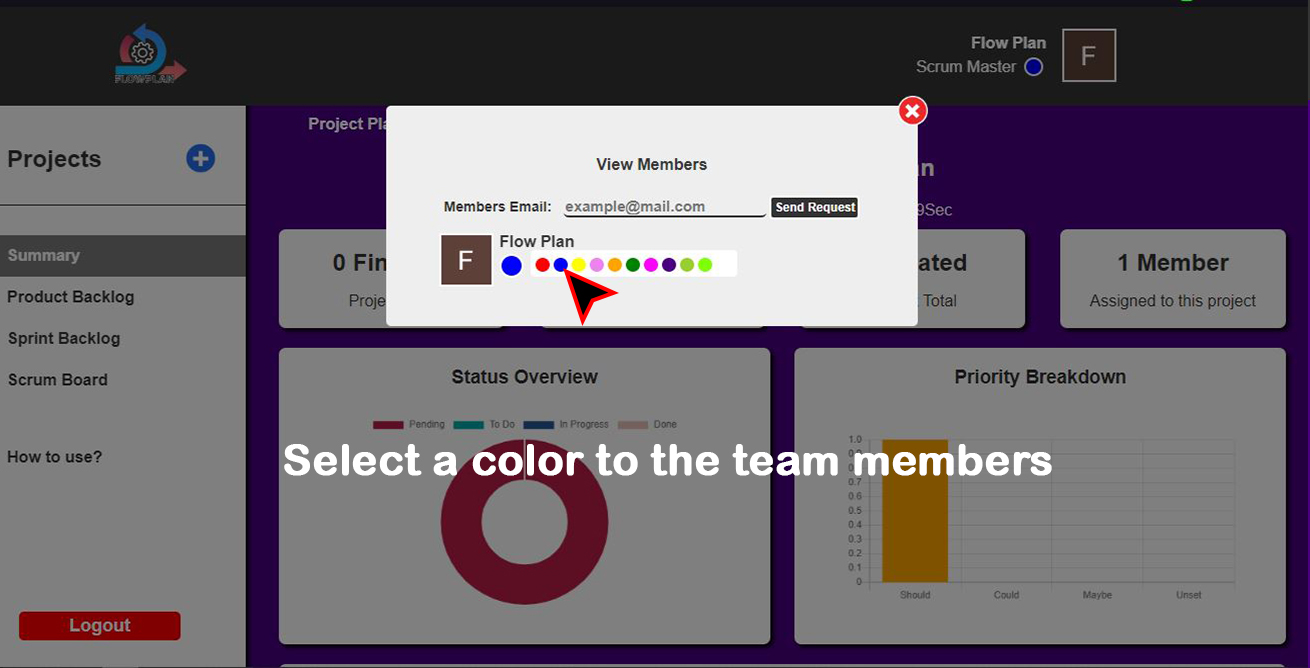 FLOWPLAN
Flow Plan
Scrum Master
F
Projects
Project Pla
an
9Sec
View Members
Members Email: example@mail.com Send Request
F
Flow Plan
Summary
Product Backlog
Sprint Backlog
Scrum Board
How to use?
Logout
0 Fin
Proje
ated
Total
1 Member
Assigned to this project
Status Overview
Pending To Do In Progress Done
Priority Breakdown
1.0
0.9
0.8
0.7
0.6
0.5
0.4
0.3
0.2
0.1
0
Should Could Maybe Unset
Select a color to the team members